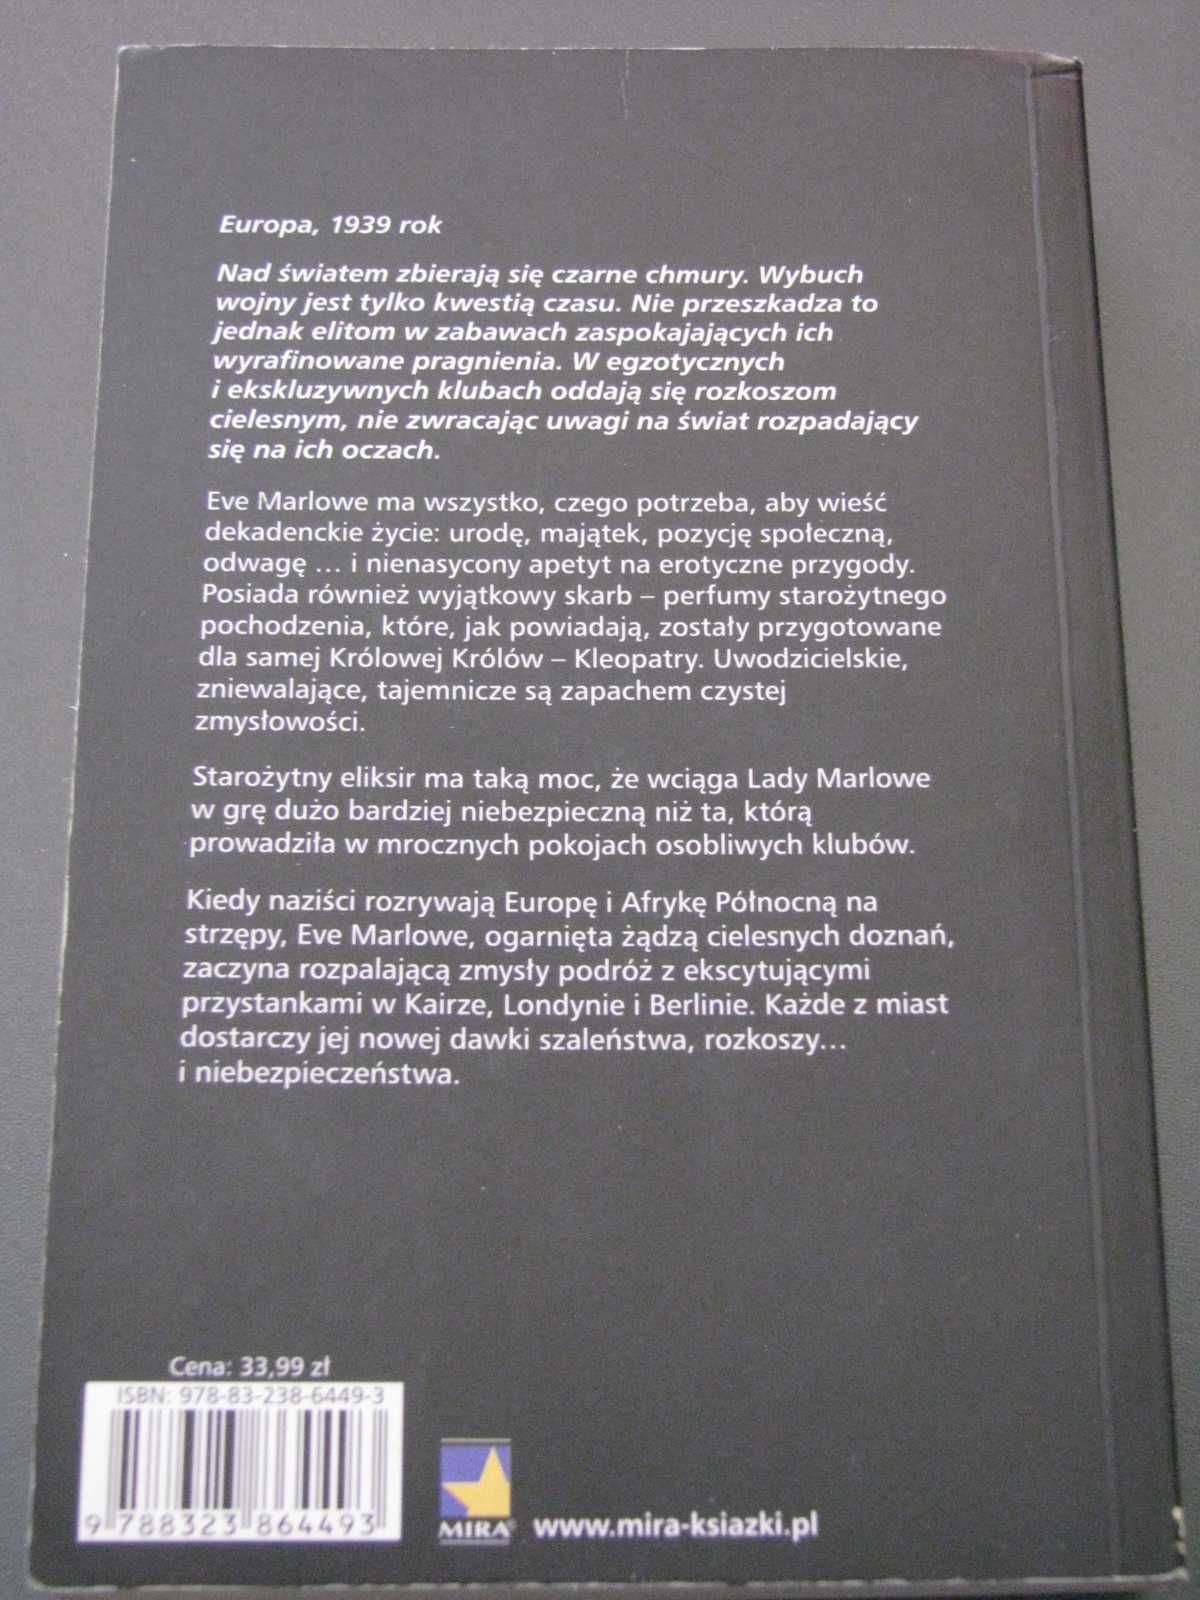 Europa, 1939 rok
Nad światem zbierają się czarne chmury. Wybuch
wojny jest tylko kwestią czasu. Nie przeszkadza to
jednak elitom w zabawach zaspokajających ich
wyrafinowane pragnienia. W egzotycznych
i ekskluzywnych klubach oddają się rozkoszom
cielesnym, nie zwracając uwagi na świat rozpadający
się na ich oczach.
Eve Marlowe ma wszystko, czego potrzeba, aby wieść
dekadenckie życie: urodę, majątek, pozycję społeczną,
odwagę ... i nienasycony apetyt na erotyczne przygody.
Posiada również wyjątkowy skarb – perfumy starożytnego
pochodzenia, które, jak powiadają, zostały przygotowane
dla samej Królowej Królów – Kleopatry. Uwodzicielskie,
zniewalające, tajemnicze są zapachem czystej
zmysłowości.
Starożytny eliksir ma taką moc, że wciąga Lady Marlowe
w grę dużo bardziej niebezpieczną niż ta, którą
prowadziła w mrocznych pokojach osobliwych klubów.
Kiedy naziści rozrywają Europę i Afrykę Północną na
strzępy, Eve Marlowe, ogarnięta żądzą cielesnych doznań,
zaczyna rozpalającą zmysły podróż z ekscytującymi
przystankami w Kairze, Londynie i Berlinie. Każde z miast
dostarczy jej nowej dawki szaleństwa, rozkoszy...
i niebezpieczeństwa.
Cena: 33,99 zł
ISBN: 978-83-238-6449-3
9 788323 864493
MIRA®
www.mira-ksiazki.pl